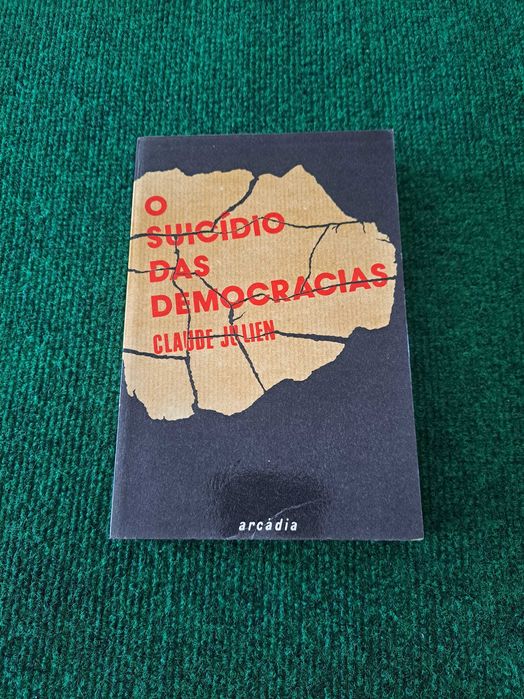 O
SUICÍDIO
DAS
DEMOCRACIAS
CLAUDE JULIEN
arcádia